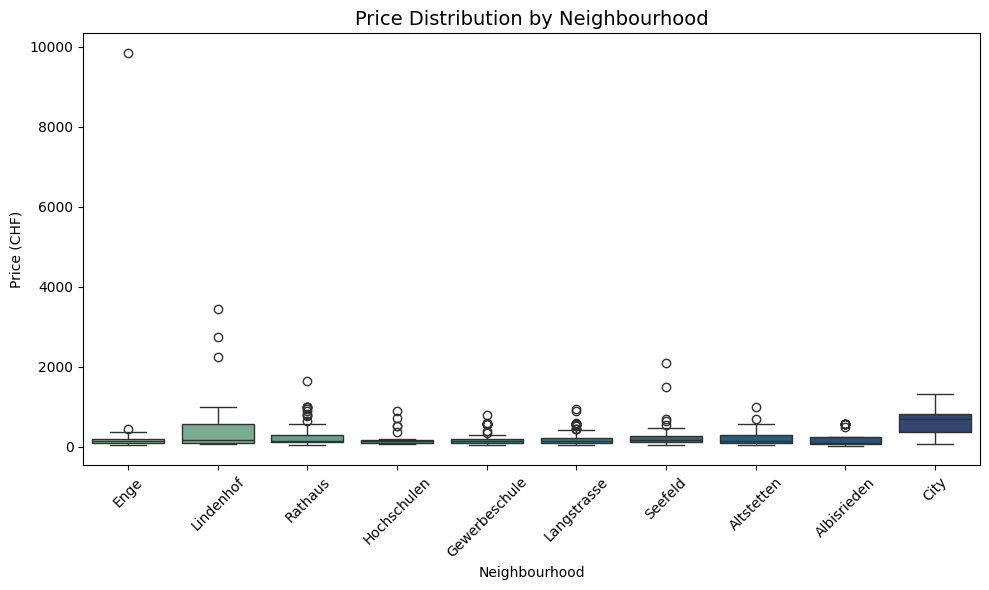 Price Distribution by Neighbourhood
Price (CHF)
10000
8000
6000
4000
2000
0
Enge
Lindenhof
Rathaus
Hochschulen
Gewerbeschule
Langstrasse
Seefeld
Altstetten
Albisrieden
City
Neighbourhood